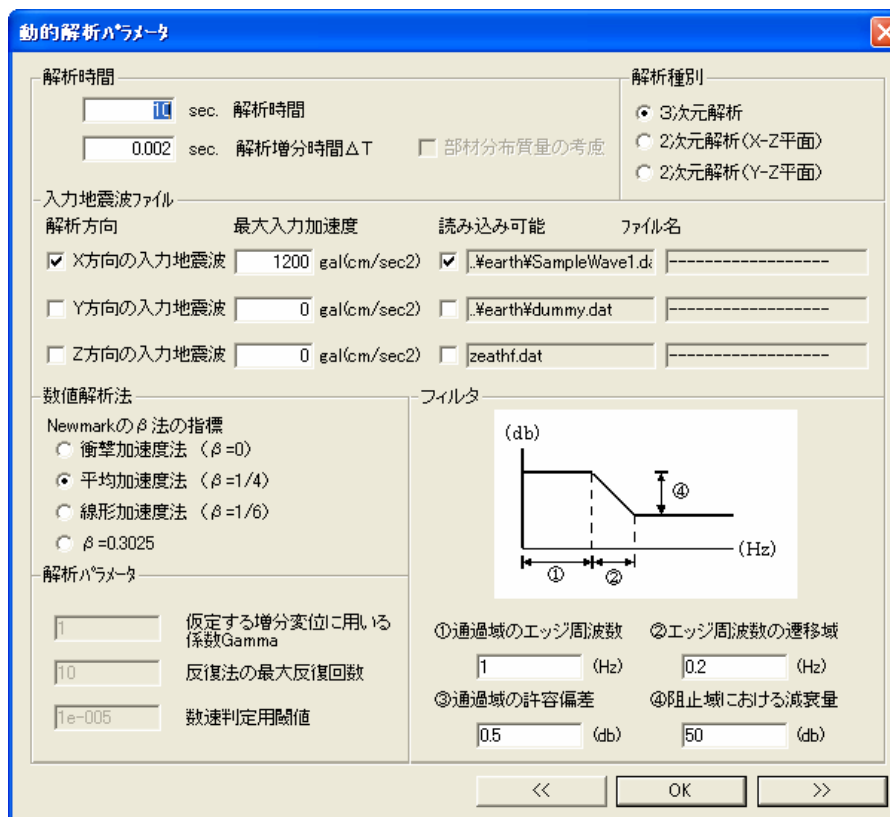 動的解析ﾊﾟﾗﾒｰﾀ
解析時間
10 sec. 解析時間
0.002 sec. 解析増分時間ΔT
部材分布質量の考慮
解析種別
3次元解析
2次元解析(X-Z平面)
2次元解析(Y-Z平面)
入力地震波ﾌｧｲﾙ
解析方向 最大入力加速度 読み込み可能 ﾌｧｲﾙ名
X方向の入力地震波 1200 gal(cm/sec2) ..¥earth¥SampleWave1.da ------------------
Y方向の入力地震波 0 gal(cm/sec2) ..¥earth¥dummy.dat ------------------
Z方向の入力地震波 0 gal(cm/sec2) zeathf.dat ------------------
数値解析法
Newmarkのβ法の指標
衝撃加速度法 (β=0)
平均加速度法 (β=1/4)
線形加速度法 (β=1/6)
β=0.3025
解析ﾊﾟﾗﾒｰﾀ
1 仮定する増分変位に用いる
係数Gamma
10 反復法の最大反復回数
1e-005 数速判定用閾値
フィルタ
(db)
④
(Hz)
① ②
①通過域のエッジ周波数 ②エッジ周波数の遷移域
1 (Hz) 0.2 (Hz)
③通過域の許容偏差 ④阻止域における減衰量
0.5 (db) 50 (db)
<< OK >>